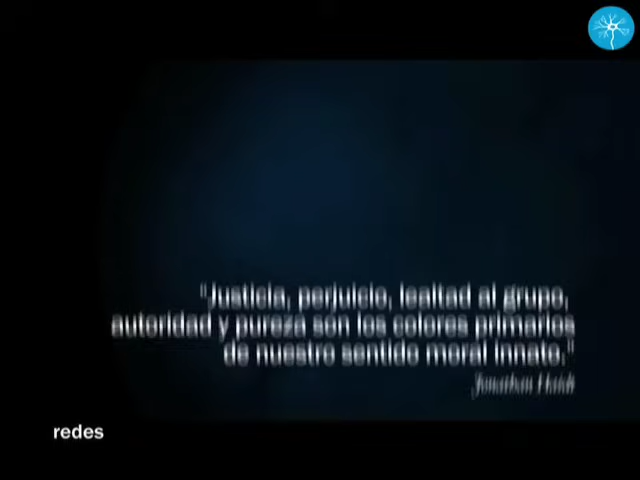 "Justicia, perjuicio, lealtad al grupo,
autoridad y pureza son los colores primarios
de nuestro sentido moral innato."
Jonathan Haidt
redes